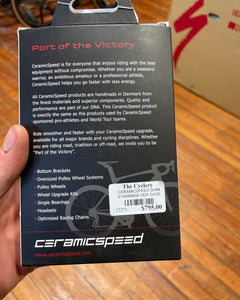 Part of the Victory
CeramicSpeed is for everyone that enjoys riding with the best
equipment without compromise. Whether you are a weekend
warrior, an ambitious amateur or a professional athlete,
CeramicSpeed helps you go faster with less energy.
All CeramicSpeed products are handmade in Denmark from
the finest materials and superior components. Quality and
performance are part of our DNA. This CeramicSpeed product
is exactly the same as the products used by CeramicSpeed
sponsored pro-athletes and World Tour teams.
Ride smoother and faster with your CeramicSpeed upgrade,
available for all major brands and cycling disciplines. Whether
you are riding road, triathlon or off-road, we invite you to be
"Part of the Victory".
- Bottom Brackets
- Oversized Pulley Wheel Systems
- Pulley Wheels
- Wheel Upgrade Kits
- Single Bearings
- Headsets
- Optimised Racing Chains
The Cyclery
CERAMICSPEED
DER CAGE
$795.00
CERAMICSPEED
www.ceramicspeed.com